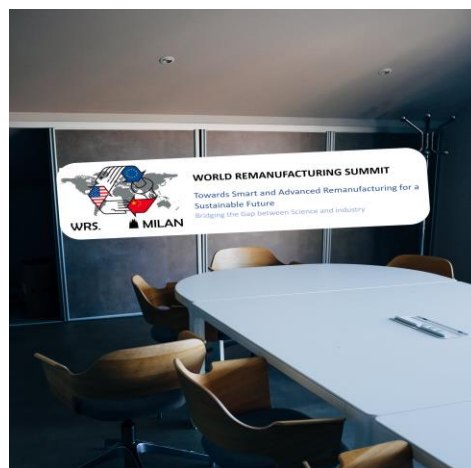 WORLD REMANUFACTURING SUMMIT
Towards Smart and Advanced Remanufacturing for a
Sustainable Future
Bridging the Gap between Science and Industry
WRS. MILAN